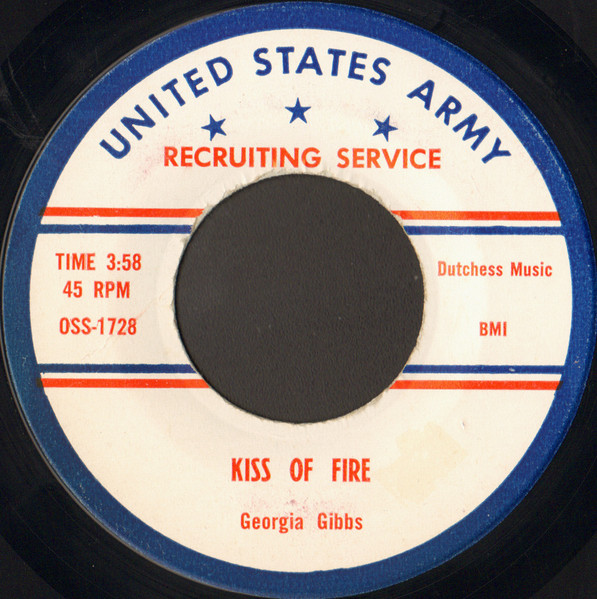 UNITED STATES ARMY
RECRUITING SERVICE
TIME 3:58
45 RPM
OSS-1728
Dutchess Music
BMI
KISS OF FIRE
Georgia Gibbs